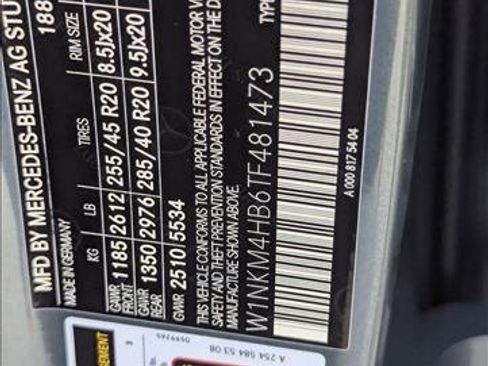 MFD BY MERCEDES-BENZ AG STU
188
KG LB TIRES RIM SIZE
GAWR FRONT 1185 2612 255/45 R20 8.5Jx20
GAWR REAR 1350 2976 285/40 R20 9.5Jx20
GVWR 2510 5534
THIS VEHICLE CONFORMS TO ALL APPLICABLE FEDERAL MOTOR V
SAFETY AND THEFT PREVENTION STANDARDS IN EFFECT ON THE DA
MANUFACTURE SHOWN ABOVE.
W1NKM4HB6TF481473
TYP
A 000 817 54 04
A 254 584 53 08